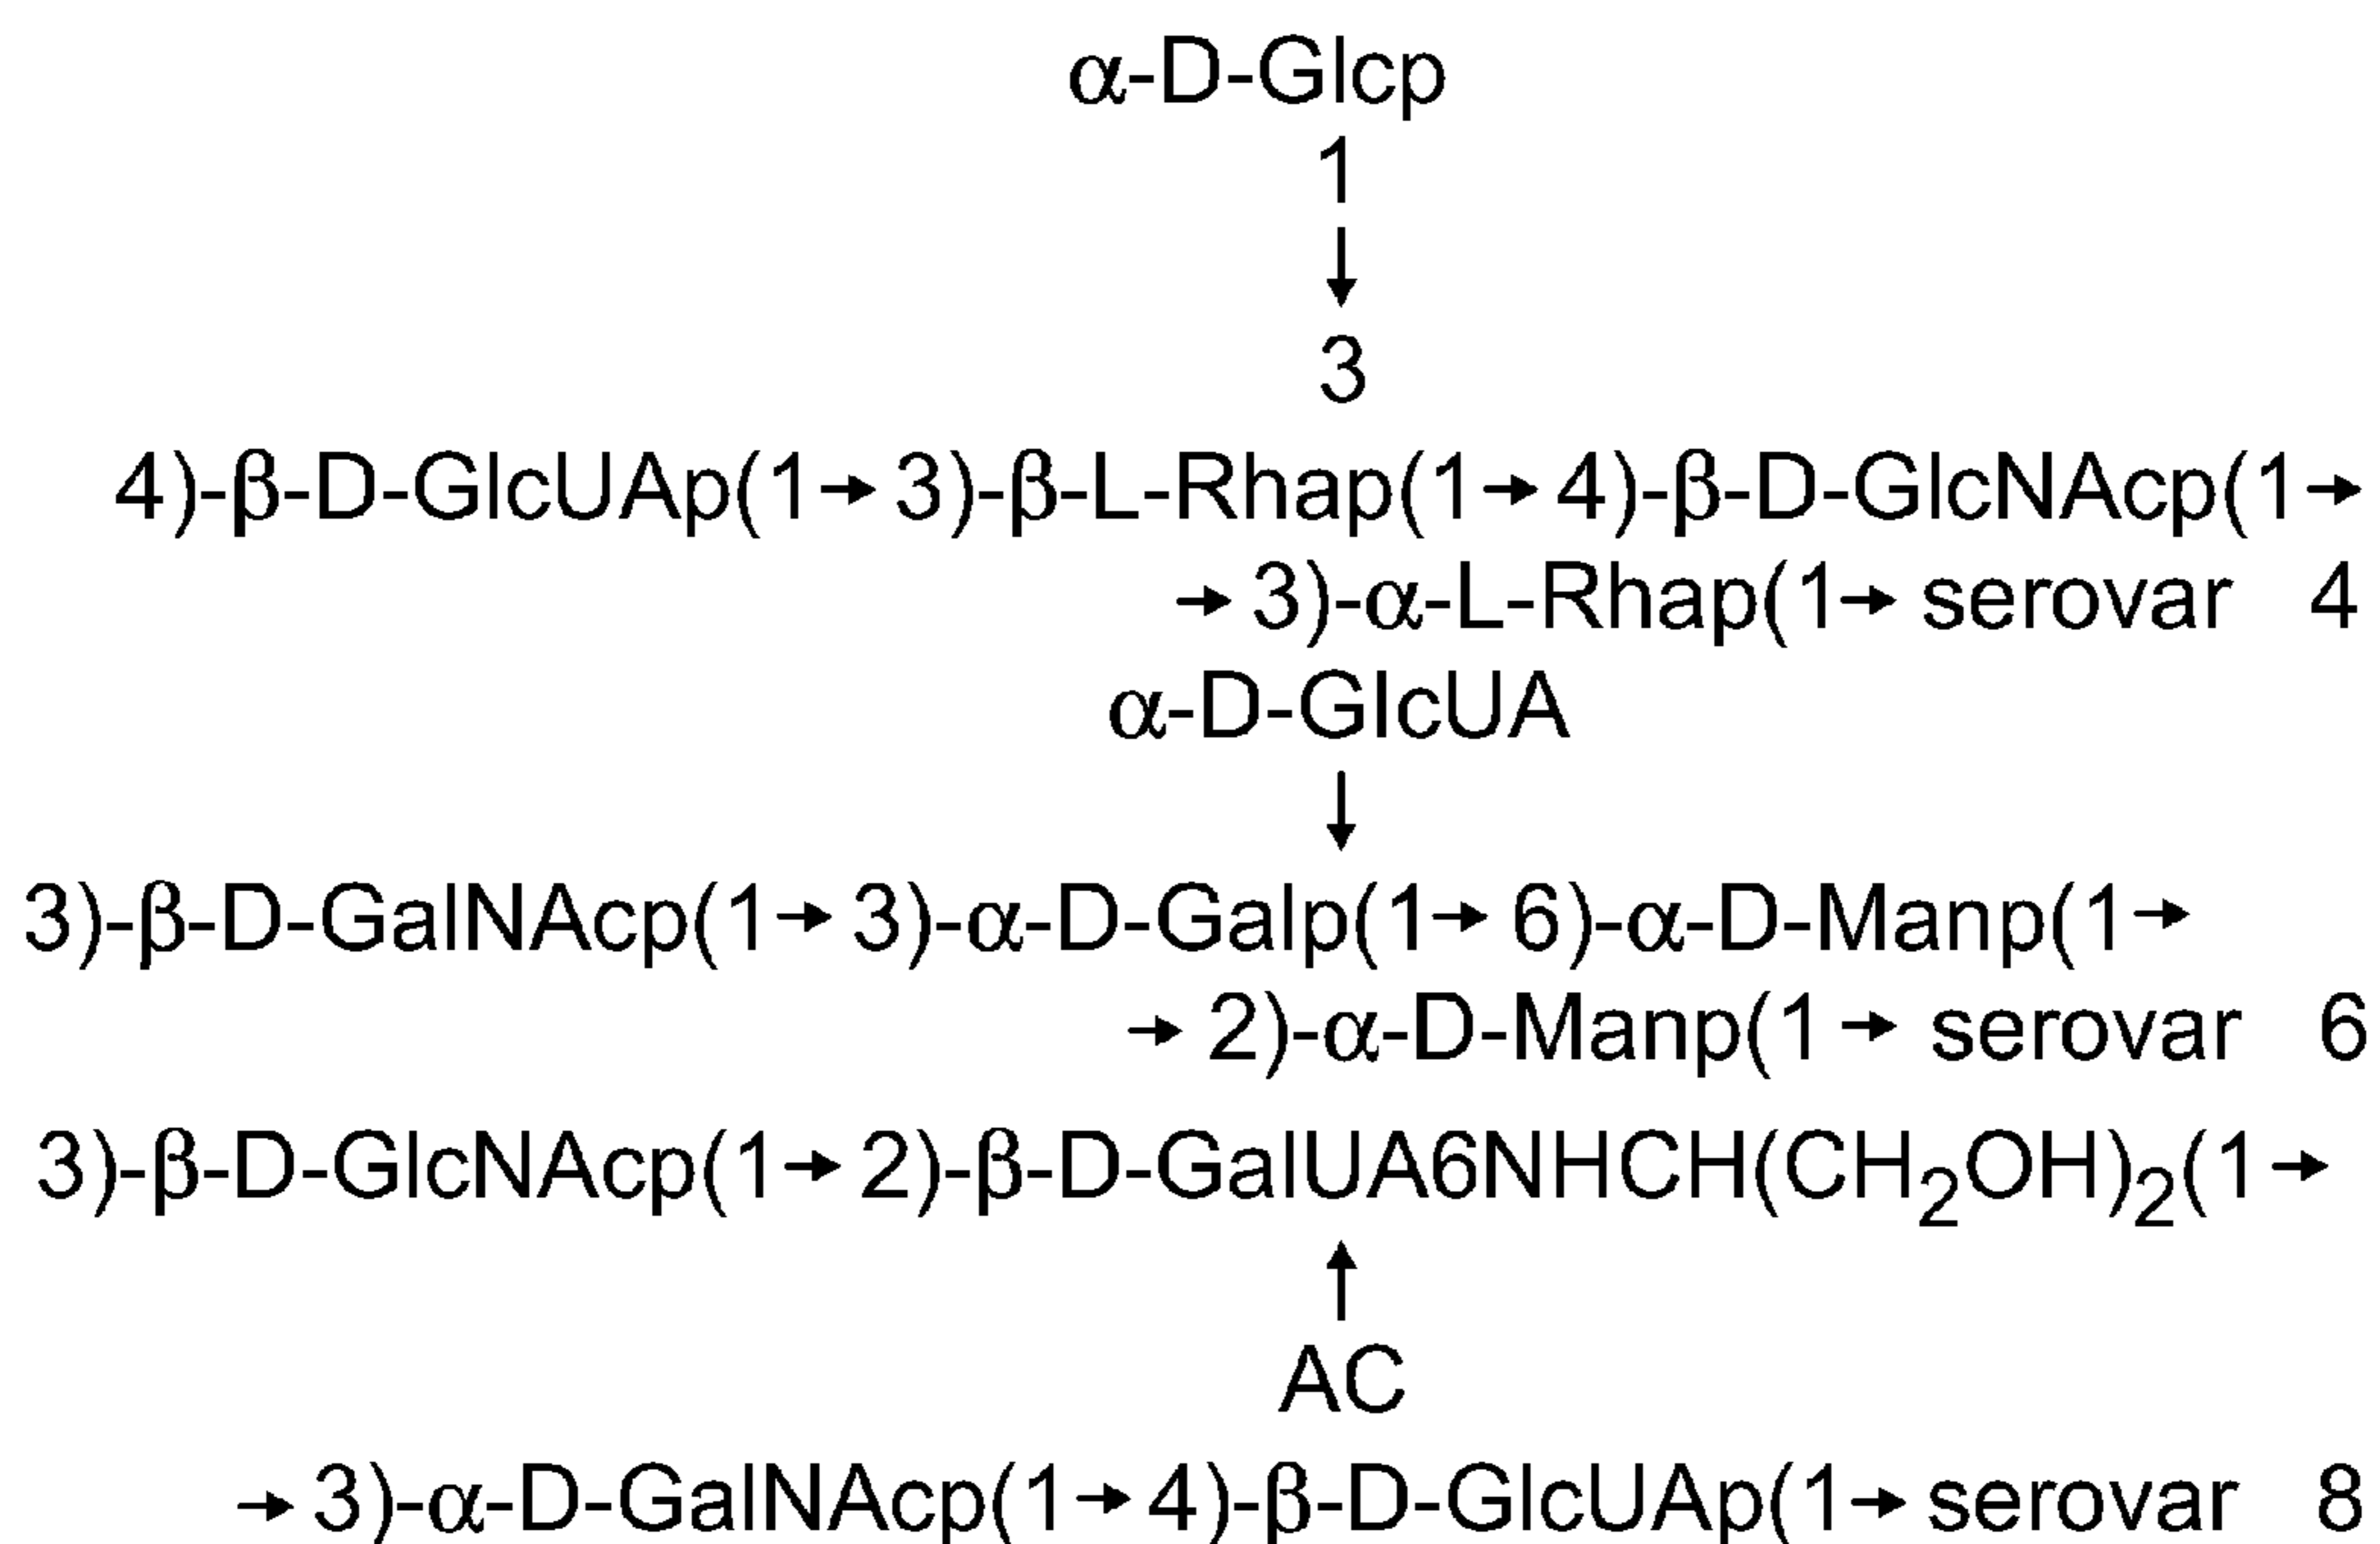 α-D-Glcp
1
↓
3
4)-β-D-GlcUAp(1→3)-β-L-Rhap(1→4)-β-D-GlcNAcp(1→
→3)-α-L-Rhap(1→ serovar 4
α-D-GlcUA
↓
3)-β-D-GalNAcp(1→3)-α-D-Galp(1→6)-α-D-Manp(1→
→2)-α-D-Manp(1→ serovar 6
3)-β-D-GlcNAcp(1→2)-β-D-GalUA6NHCH(CH₂OH)₂(1→
↑
AC
→3)-α-D-GalNAcp(1→4)-β-D-GlcUAp(1→ serovar 8